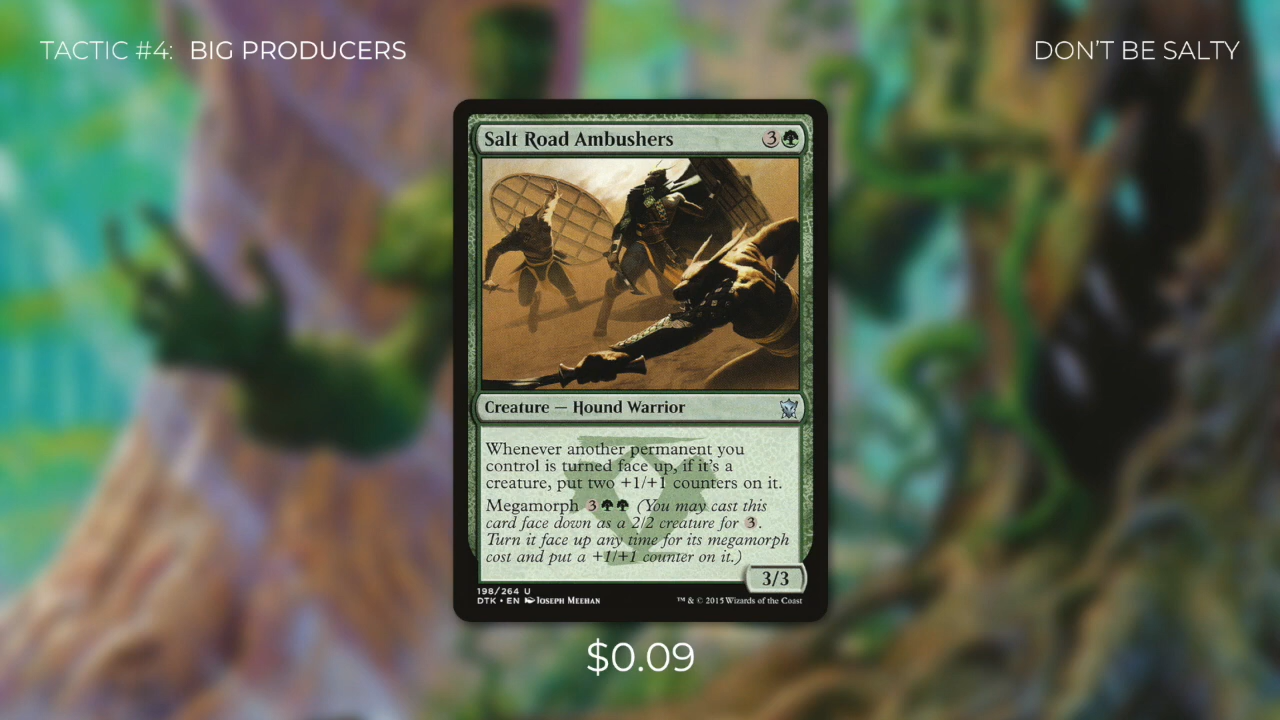 TACTIC #4: BIG PRODUCERS
DON'T BE SALTY
Salt Road Ambushers 3
Creature — Hound Warrior
Whenever another permanent you
control is turned face up, if it's a
creature, put two +1/+1 counters on it.
Megamorph 3 (You may cast this
card face down as a 2/2 creature for 3.
Turn it face up any time for its megamorph
cost and put a +1/+1 counter on it.)
3/3
198/264 U
DTK • EN Joseph Meehan
™ & © 2015 Wizards of the Coast
$0.09